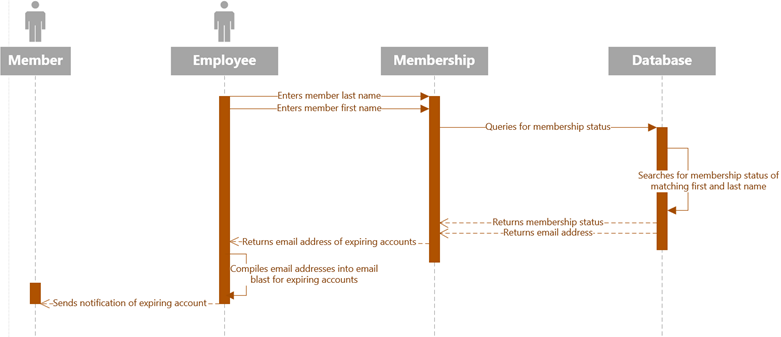 Member
Employee
Membership
Database
Enters member last name
Enters member first name
Queries for membership status
Searches for membership status of
matching first and last name
Returns membership status
Returns email address
Returns email address of expiring accounts
Compiles email addresses into email
blast for expiring accounts
Sends notification of expiring account